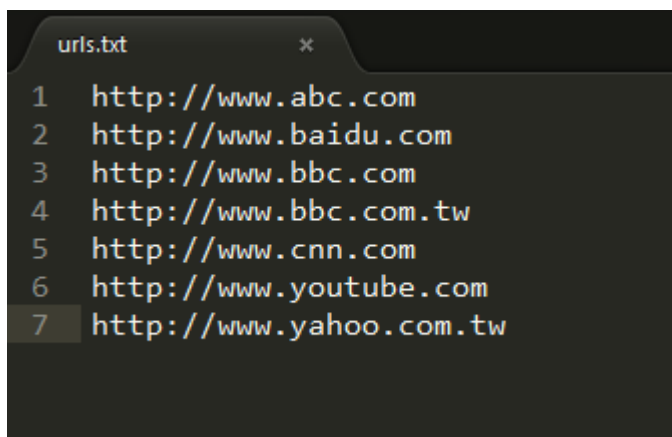 urls.txt ×
1 http://www.abc.com
2 http://www.baidu.com
3 http://www.bbc.com
4 http://www.bbc.com.tw
5 http://www.cnn.com
6 http://www.youtube.com
7 http://www.yahoo.com.tw